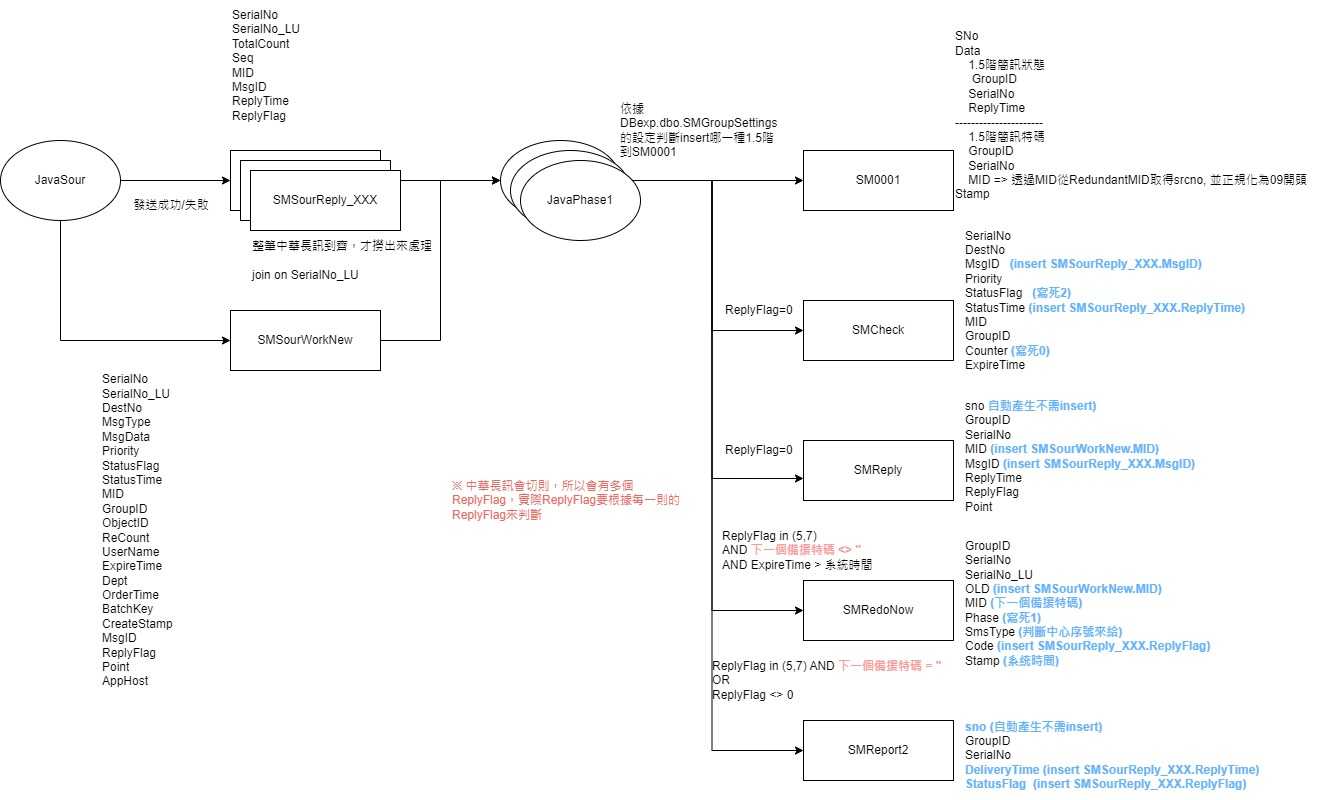 SerialNo
SerialNo_LU
TotalCount
Seq
MID
MsgID
ReplyTime
ReplyFlag
JavaSour
發送成功/失敗
SMSourReply_XXX
整筆中華長訊到齊，才撈出來處理
join on SerialNo_LU
SMSourWorkNew
SerialNo
SerialNo_LU
DestNo
MsgType
MsgData
Priority
StatusFlag
StatusTime
MID
GroupID
ObjectID
ReCount
UserName
ExpireTime
Dept
OrderTime
BatchKey
CreateStamp
MsgID
ReplyFlag
Point
AppHost
JavaPhase1
依據
DBexp.dbo.SMGroupSettings
的設定判斷insert哪一種1.5階
到SM0001
※ 中華長訊會切則，所以會有多個
ReplyFlag，實際ReplyFlag要根據每一則的
ReplyFlag來判斷
SM0001
SNo
Data
1.5階簡訊狀態
GroupID
SerialNo
ReplyTime
----------------------
1.5階簡訊特碼
GroupID
SerialNo
MID => 透過MID從RedundantMID取得srcno, 並正規化為09開頭
Stamp
ReplyFlag=0
SMCheck
SerialNo
DestNo
MsgID (insert SMSourReply_XXX.MsgID)
Priority
StatusFlag (寫死2)
StatusTime (insert SMSourReply_XXX.ReplyTime)
MID
GroupID
Counter (寫死0)
ExpireTime
ReplyFlag=0
SMReply
sno 自動產生不需insert)
GroupID
SerialNo
MID (insert SMSourWorkNew.MID)
MsgID (insert SMSourReply_XXX.MsgID)
ReplyTime
ReplyFlag
Point
ReplyFlag in (5,7)
AND 下一個備援特碼 <> ''
AND ExpireTime > 系統時間
SMRedoNow
GroupID
SerialNo
SerialNo_LU
OLD (insert SMSourWorkNew.MID)
MID (下一個備援特碼)
Phase (寫死1)
SmsType (判斷中心序號來給)
Code (insert SMSourReply_XXX.ReplyFlag)
Stamp (系統時間)
ReplyFlag in (5,7) AND 下一個備援特碼 = ''
OR
ReplyFlag <> 0
SMReport2
sno (自動產生不需insert)
GroupID
SerialNo
DeliveryTime (insert SMSourReply_XXX.ReplyTime)
StatusFlag (insert SMSourReply_XXX.ReplyFlag)